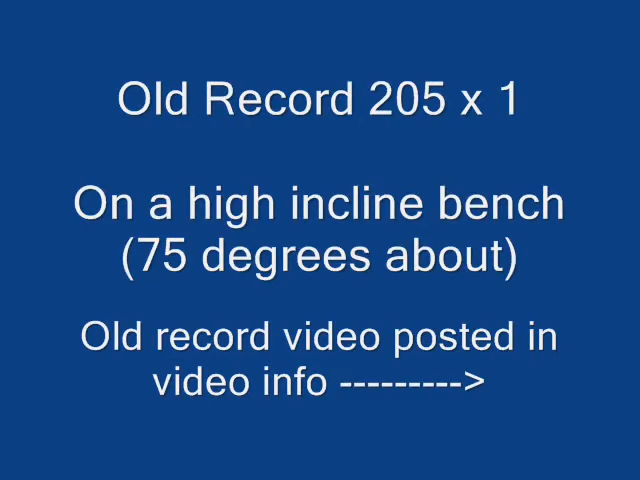 Old Record 205 x 1
On a high incline bench
(75 degrees about)
Old record video posted in
video info --------->